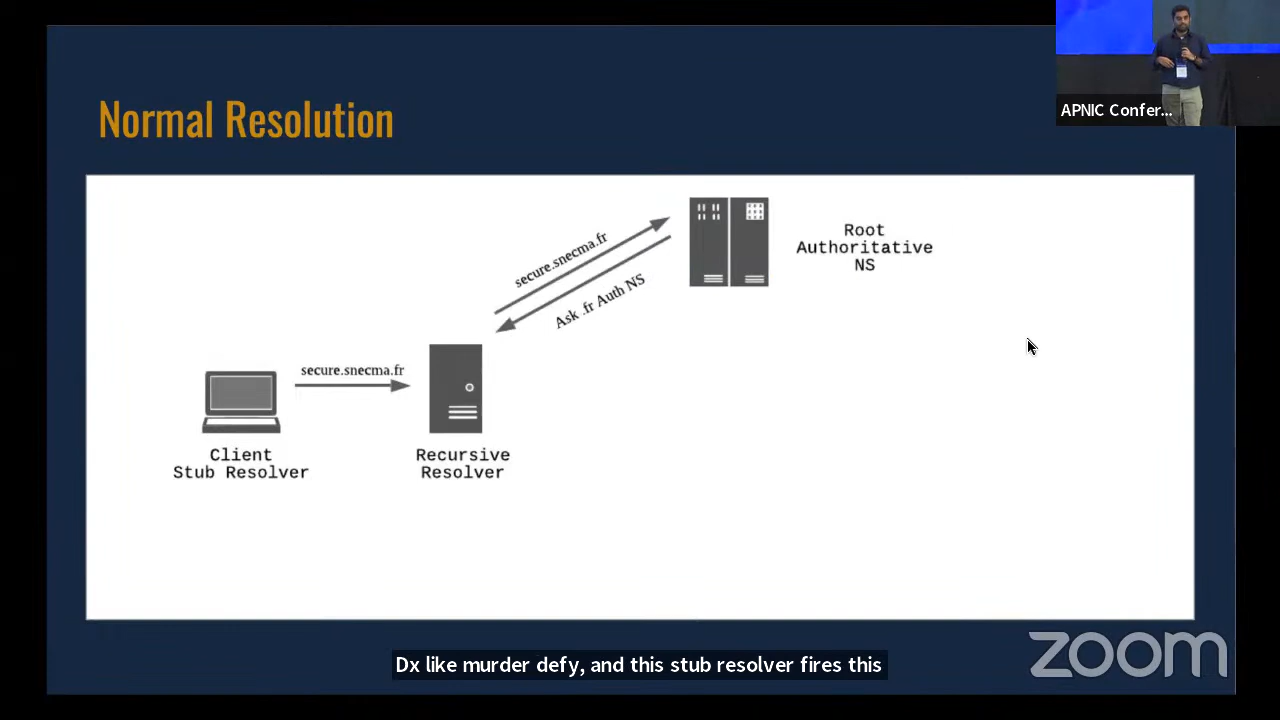 APNIC Confer...
Normal Resolution
secure.snecma.fr
Ask .fr Auth NS
Root
Authoritative
NS
secure.snecma.fr
Client
Stub Resolver
Recursive
Resolver
Dx like murder defy, and this stub resolver fires this
zoom